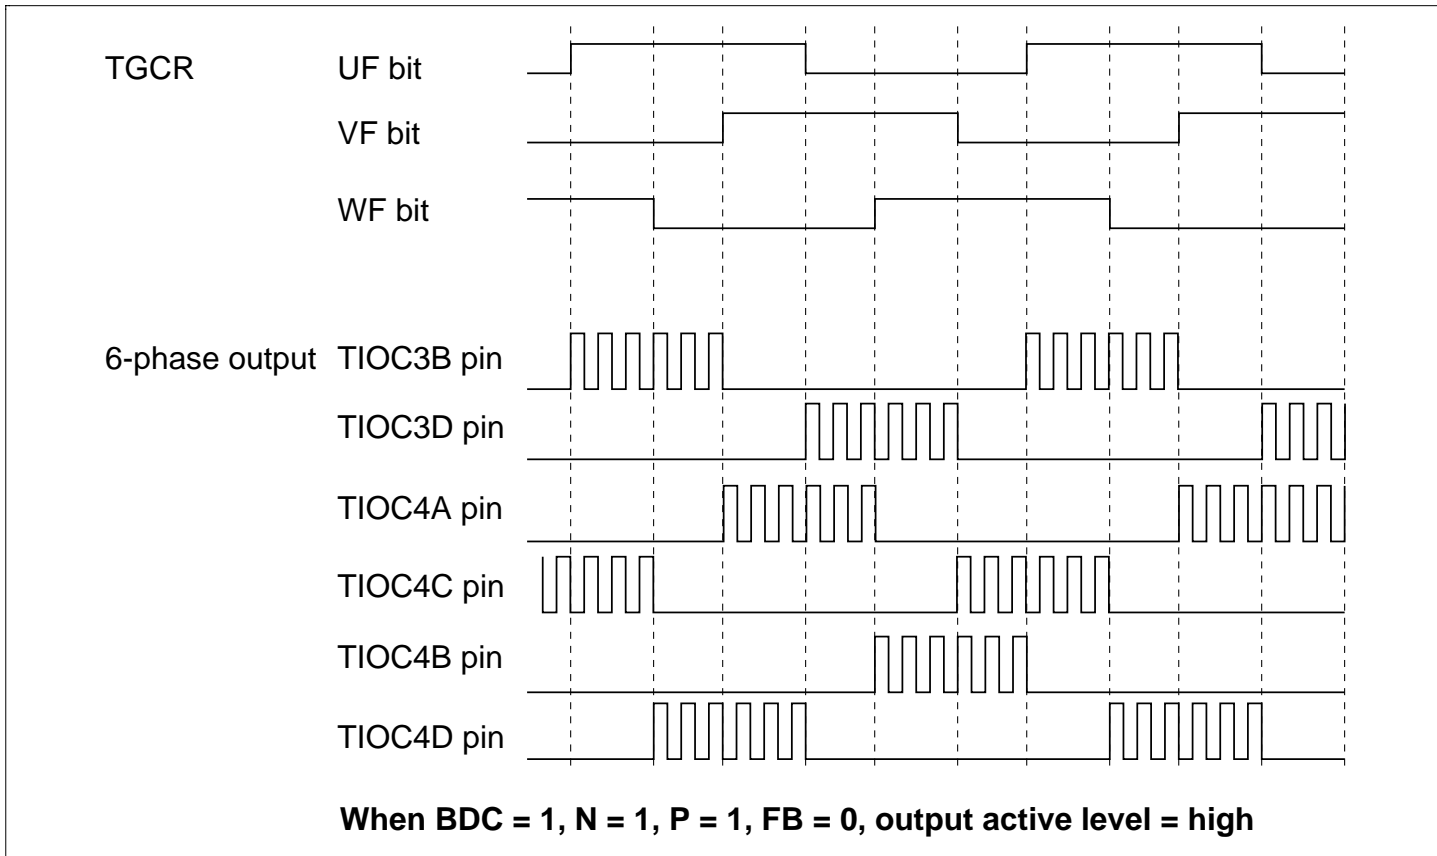 TGCR UF bit
VF bit
WF bit
6-phase output TIOC3B pin
TIOC3D pin
TIOC4A pin
TIOC4C pin
TIOC4B pin
TIOC4D pin
When BDC = 1, N = 1, P = 1, FB = 0, output active level = high